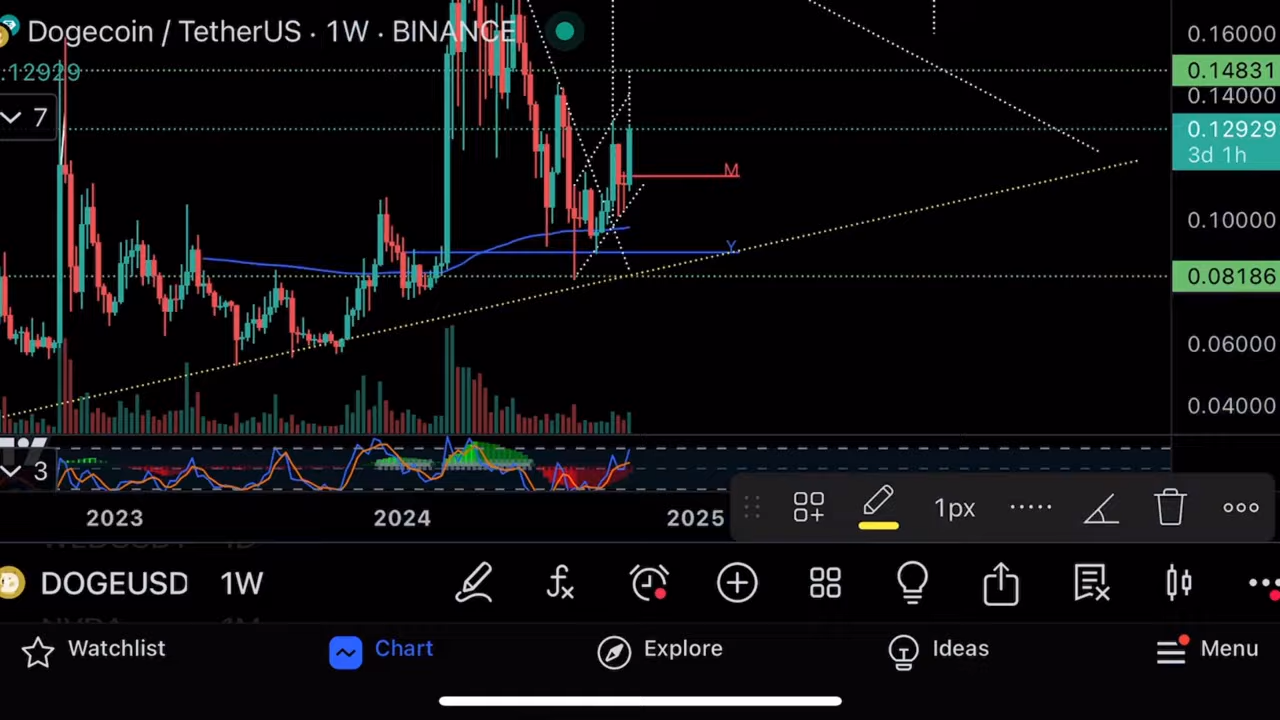 Dogecoin / TetherUS · 1W · BINANCE
.12929
7
0.16000
0.14831
0.14000
0.12929
3d 1h
M
0.10000
Y
0.08186
0.06000
0.04000
3
2023
2024
2025
1px
DOGEUSD 1W
Watchlist
Chart
Explore
Ideas
Menu